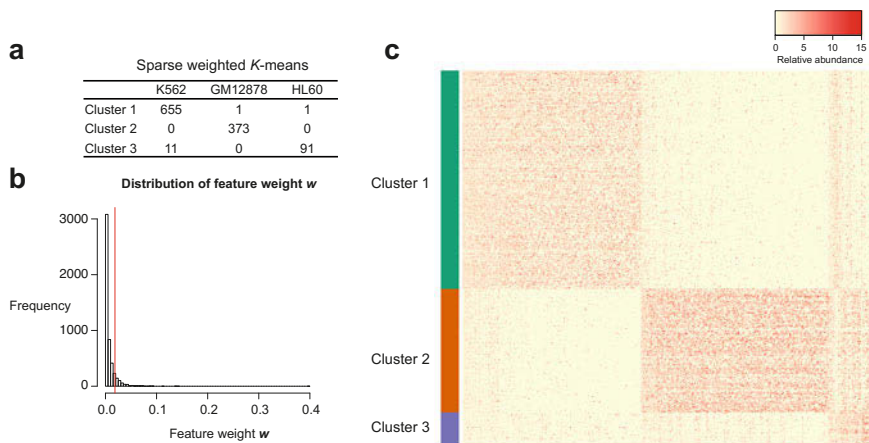 a
Sparse weighted K-means
K562 GM12878 HL60
Cluster 1 655 1 1
Cluster 2 0 373 0
Cluster 3 11 0 91
b
Distribution of feature weight w
3000
2000
Frequency
1000
0
0.0 0.1 0.2 0.3 0.4
Feature weight w
c
0 5 10 15
Relative abundance
Cluster 1
Cluster 2
Cluster 3